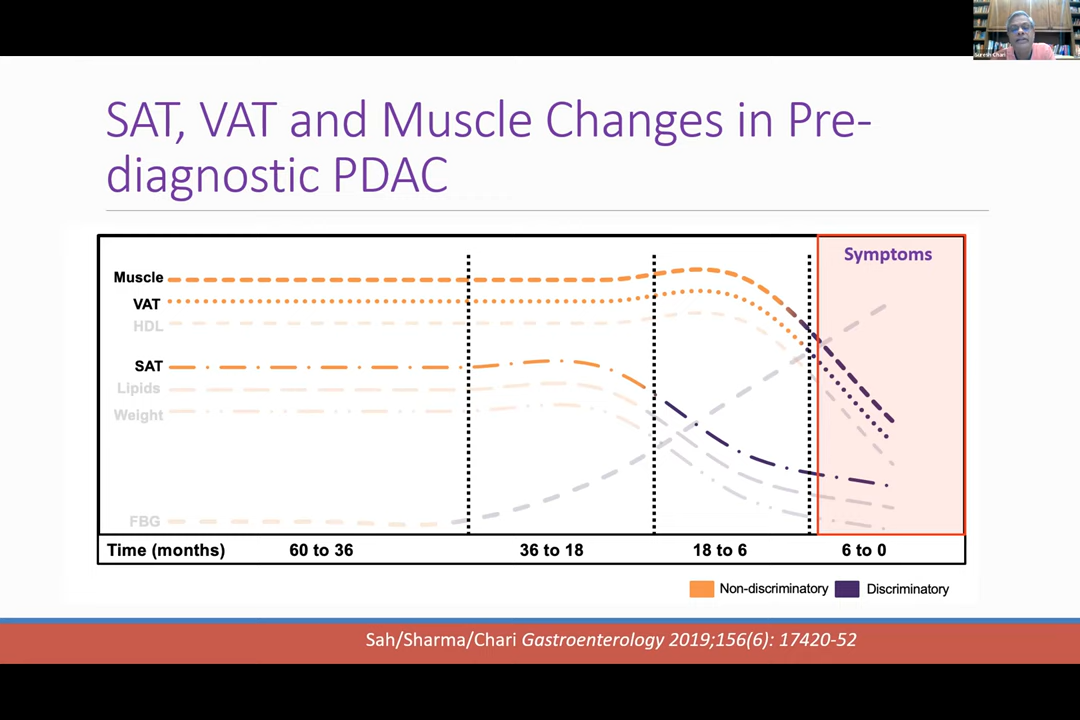 Suresh Chari
SAT, VAT and Muscle Changes in Pre-
diagnostic PDAC
Symptoms
Muscle
VAT
HDL
SAT
Lipids
Weight
FBG
Time (months) 60 to 36 36 to 18 18 to 6 6 to 0
Non-discriminatory Discriminatory
Sah/Sharma/Chari Gastroenterology 2019;156(6): 17420-52